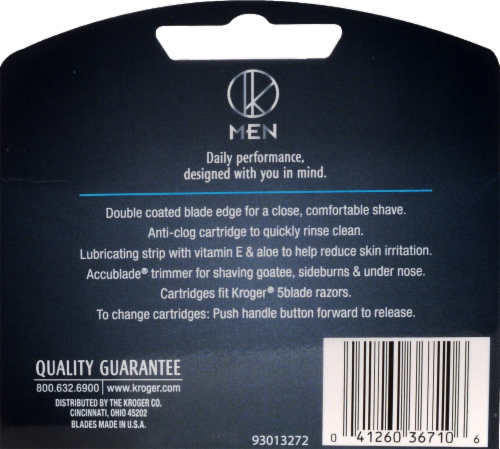 K
MEN
Daily performance,
designed with you in mind.
Double coated blade edge for a close, comfortable shave.
Anti-clog cartridge to quickly rinse clean.
Lubricating strip with vitamin E & aloe to help reduce skin irritation.
Accublade® trimmer for shaving goatee, sideburns & under nose.
Cartridges fit Kroger® 5blade razors.
To change cartridges: Push handle button forward to release.
QUALITY GUARANTEE
800.632.6900 | www.kroger.com
DISTRIBUTED BY THE KROGER CO.
CINCINNATI, OHIO 45202
BLADES MADE IN U.S.A.
93013272
0 41260 36710 6